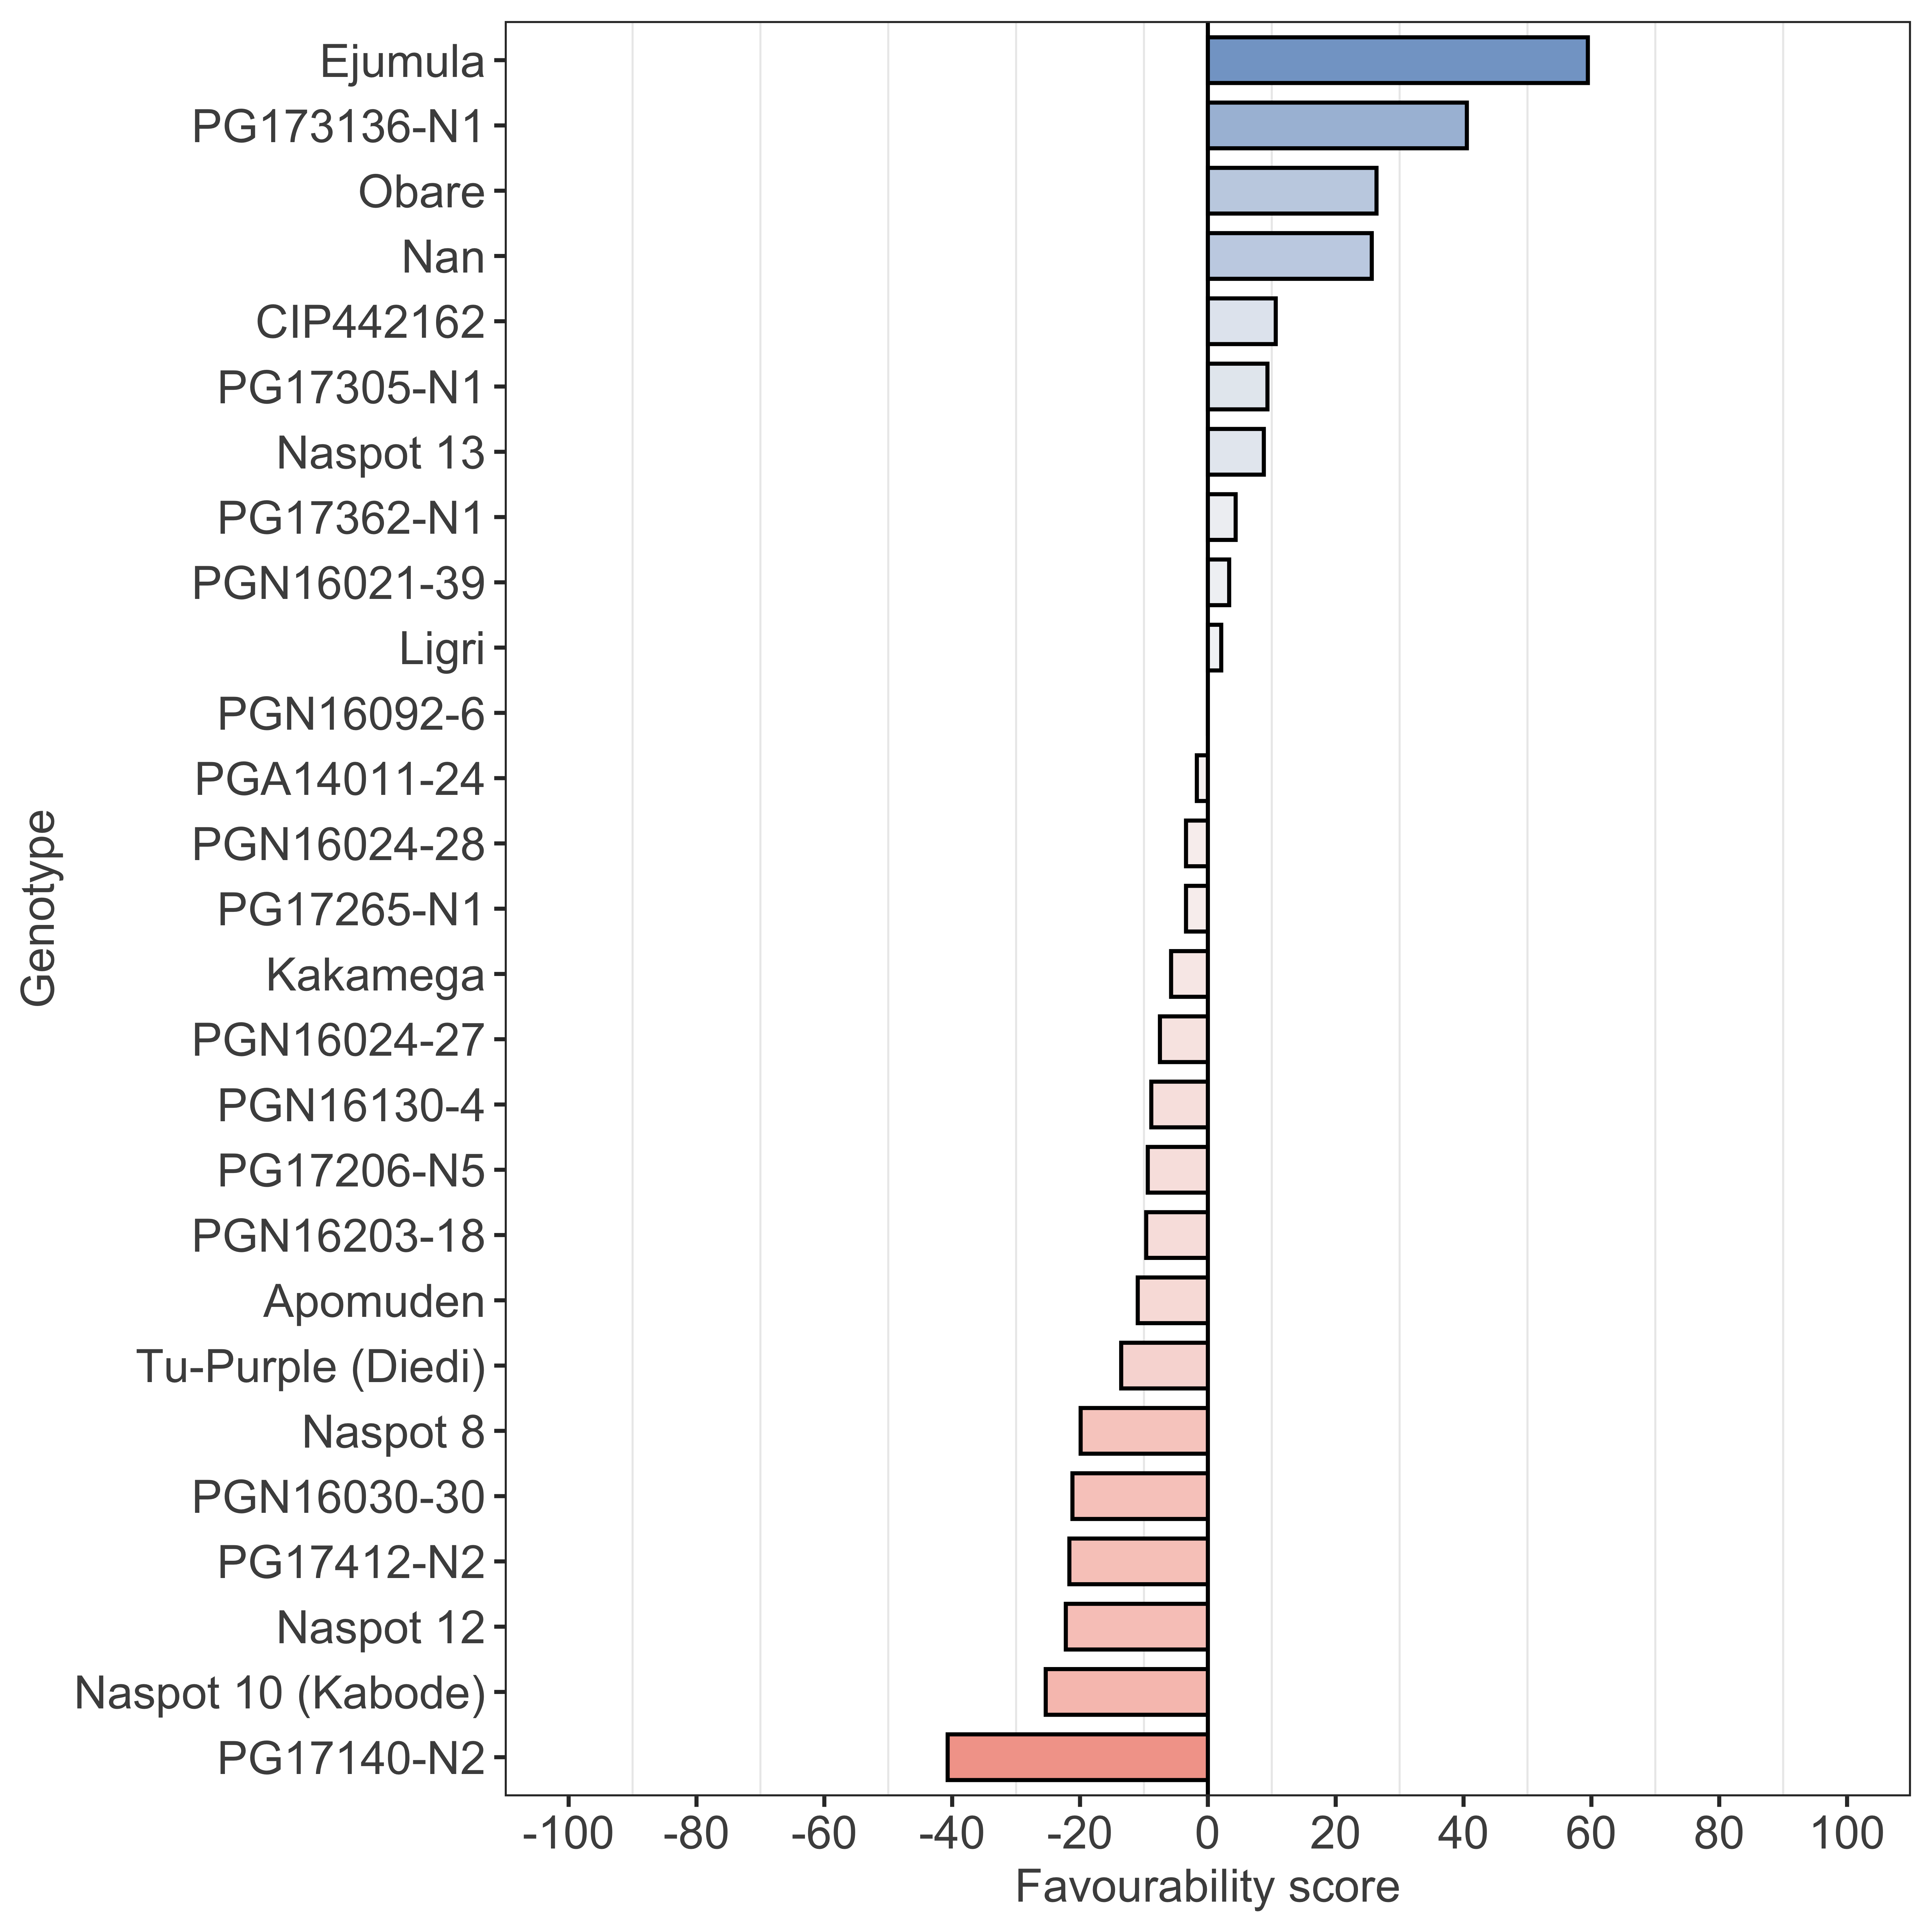 Ejumula
PG173136-N1
Obare
Nan
CIP442162
PG17305-N1
Naspot 13
PG17362-N1
PGN16021-39
Ligri
PGN16092-6
PGA14011-24
PGN16024-28
PG17265-N1
Kakamega
PGN16024-27
PGN16130-4
PG17206-N5
PGN16203-18
Apomuden
Tu-Purple (Diedi)
Naspot 8
PGN16030-30
PG17412-N2
Naspot 12
Naspot 10 (Kabode)
PG17140-N2
Genotype
-100 -80 -60 -40 -20 0 20 40 60 80 100
Favourability score